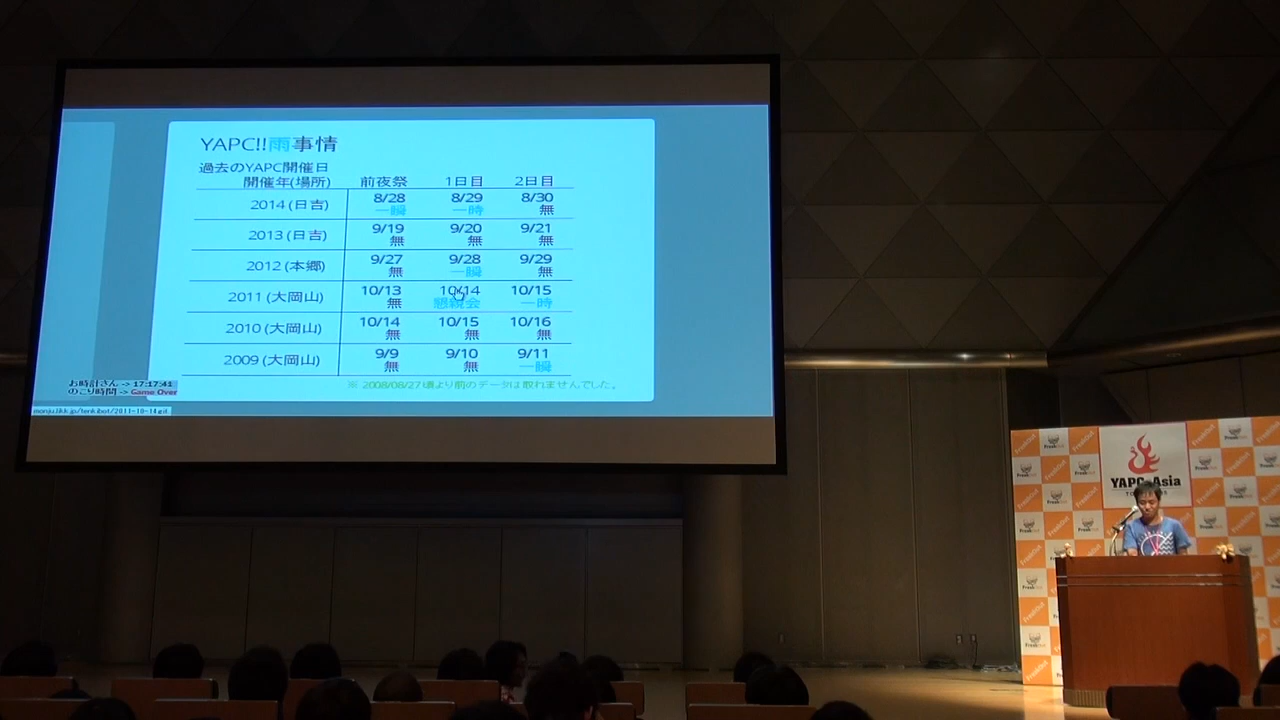 YAPC!!雨事情
過去のYAPC開催日
開催年(場所) 前夜祭 1日目 2日目
2014 (日吉) 8/28 8/29 8/30
一瞬 一時 無
2013 (日吉) 9/19 9/20 9/21
無 無 無
2012 (本郷) 9/27 9/28 9/29
無 一瞬 無
2011 (大岡山) 10/13 10/14 10/15
無 懇親会 一時
2010 (大岡山) 10/14 10/15 10/16
無 無 無
2009 (大岡山) 9/9 9/10 9/11
無 無 一瞬
※ 2008/08/27頃より前のデータは取れませんでした。
お時計さん -> 17:17:41
のこり時間 -> Game Over
YAPC Asia
FreakOut